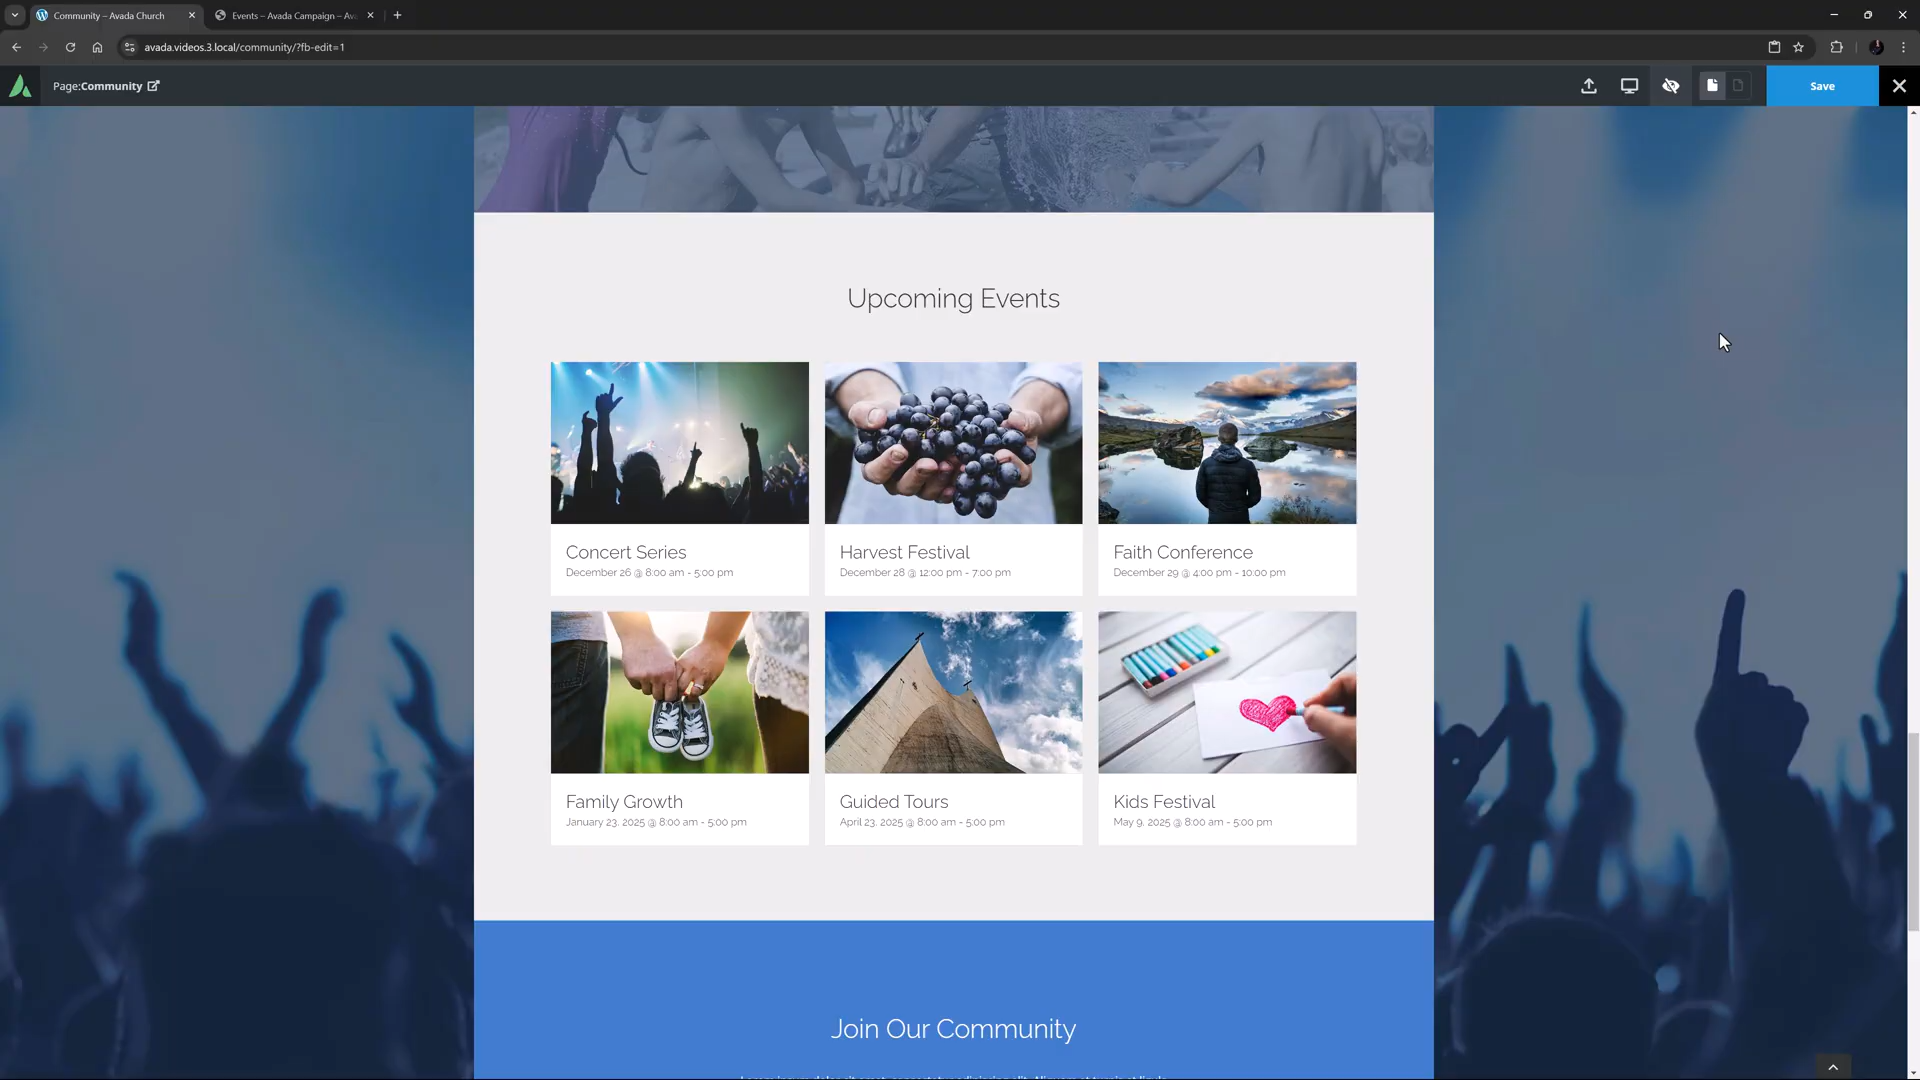 Community – Avada Church
Events – Avada Campaign – Av
avada.videos.3.local/community/?fb-edit=1
Page:Community
Save
Upcoming Events
Concert Series
December 26 @ 8:00 am - 5:00 pm
Harvest Festival
December 28 @ 12:00 pm - 7:00 pm
Faith Conference
December 29 @ 4:00 pm - 10:00 pm
Family Growth
January 23, 2025 @ 8:00 am - 5:00 pm
Guided Tours
April 23, 2025 @ 8:00 am - 5:00 pm
Kids Festival
May 9, 2025 @ 8:00 am - 5:00 pm
Join Our Community